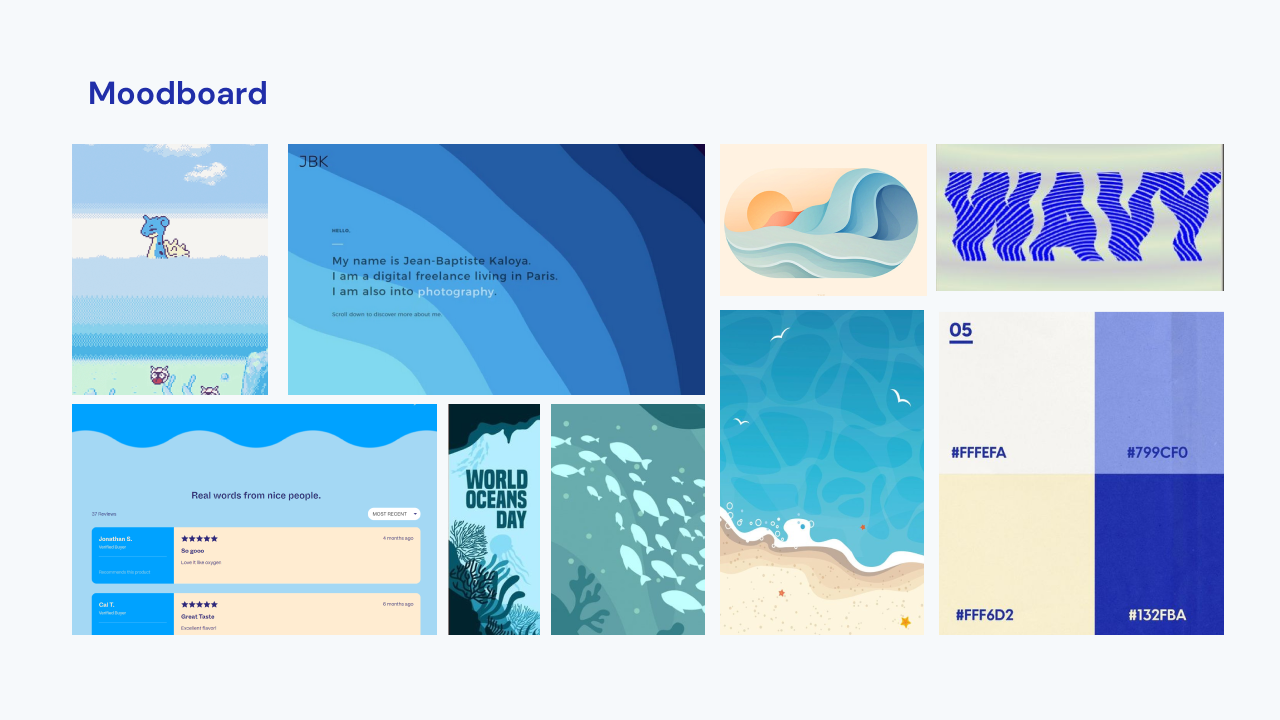 Moodboard
JBK
HELLO.
My name is Jean-Baptiste Kaloya.
I am a digital freelance living in Paris.
I am also into photography.
Scroll down to discover more about me
WAVY
05
#FFFEFA
#799CF0
#FFF6D2
#132FBA
Real words from nice people.
37 Reviews
MOST RECENT
Jonathan S.
Verified Buyer
Recommends this product
4 months ago
So gooo
Love it like oxygen
Cal T.
Verified Buyer
6 months ago
Great Taste
Excellent flavor!
WORLD
OCEANS
DAY